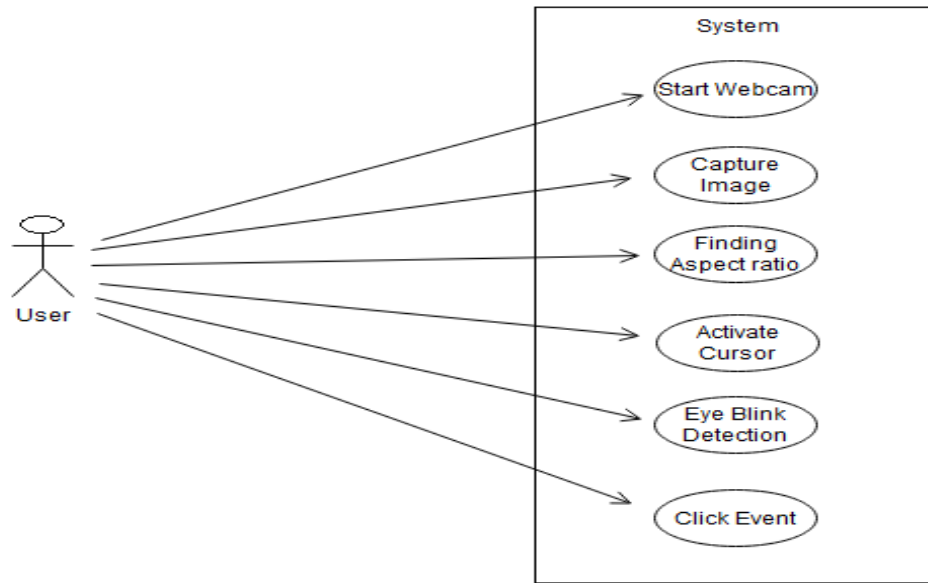 System
Start Webcam
Capture
Image
Finding
Aspect ratio
User
Activate
Cursor
Eye Blink
Detection
Click Event